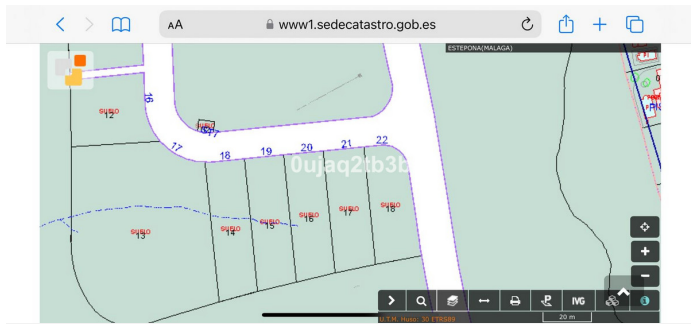 AA
www1.sedecatastro.gob.es
ESTEPONA(MALAGA)
16
SUELO
12
17
18
19
20
21
22
0ujaq2tb3b
SUELO
13
SUELO
14
SUELO
15
SUELO
16
SUELO
17
SUELO
18
IVG
U.T.M. Huso: 30 ETRS89
20 m